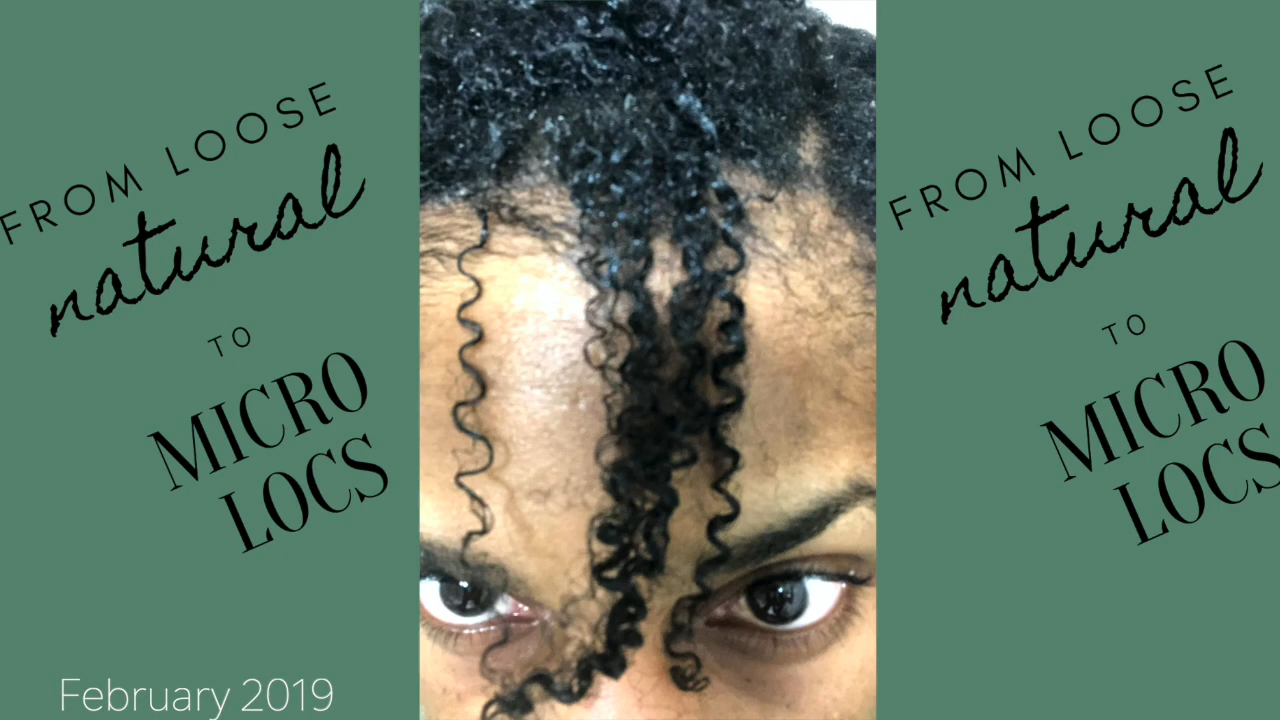 FROM LOOSE
natural
TO
MICRO
LOCS
FROM LOOSE
natural
TO
MICRO
LOCS
February 2019